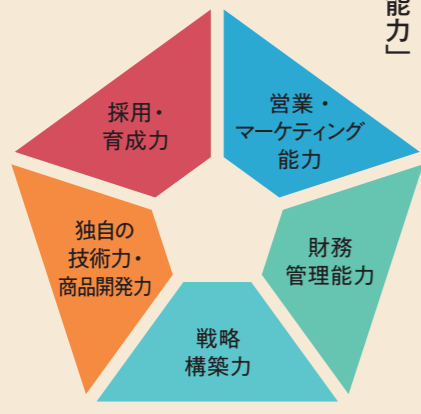 能力」
営業・
マーケティング
能力
財務
管理能力
戦略
構築力
独自の
技術力・
商品開発力
採用・
育成力